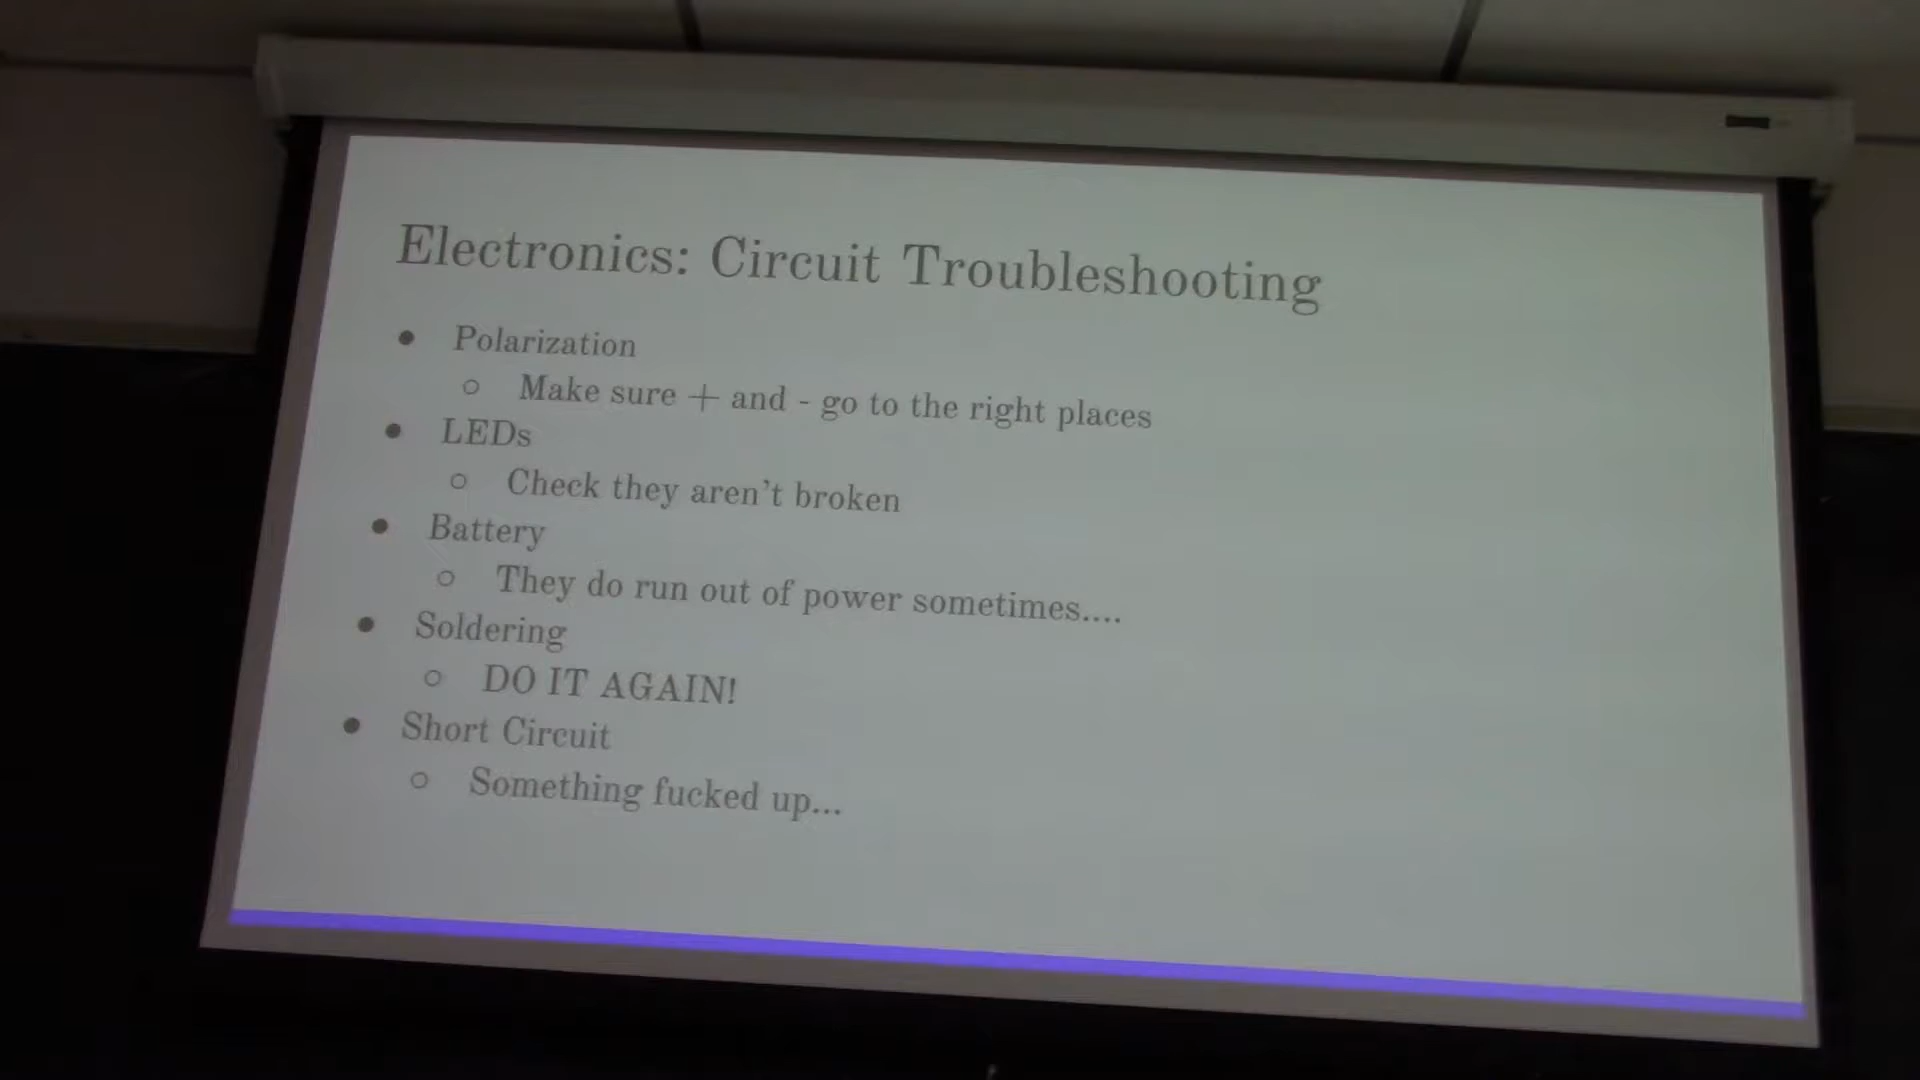 Electronics: Circuit Troubleshooting
● Polarization
○ Make sure + and - go to the right places
● LEDs
○ Check they aren't broken
● Battery
○ They do run out of power sometimes....
● Soldering
○ DO IT AGAIN!
● Short Circuit
○ Something fucked up...